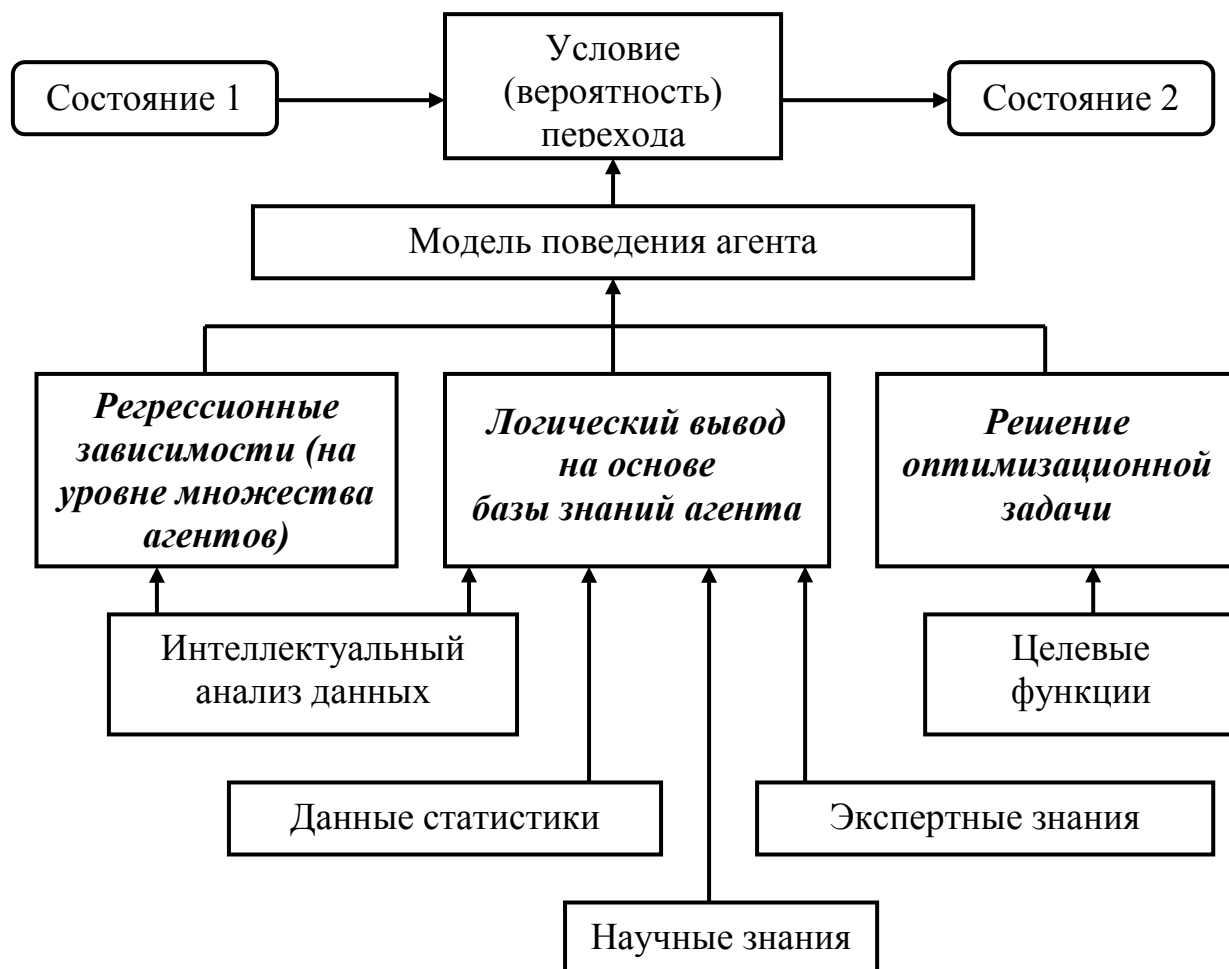 Состояние 1
Условие
(вероятность)
перехода
Состояние 2
Модель поведения агента
Регрессионные
зависимости (на
уровне множества
агентов)
Логический вывод
на основе
базы знаний агента
Решение
оптимизационной
задачи
Интеллектуальный
анализ данных
Целевые
функции
Данные статистики
Экспертные знания
Научные знания